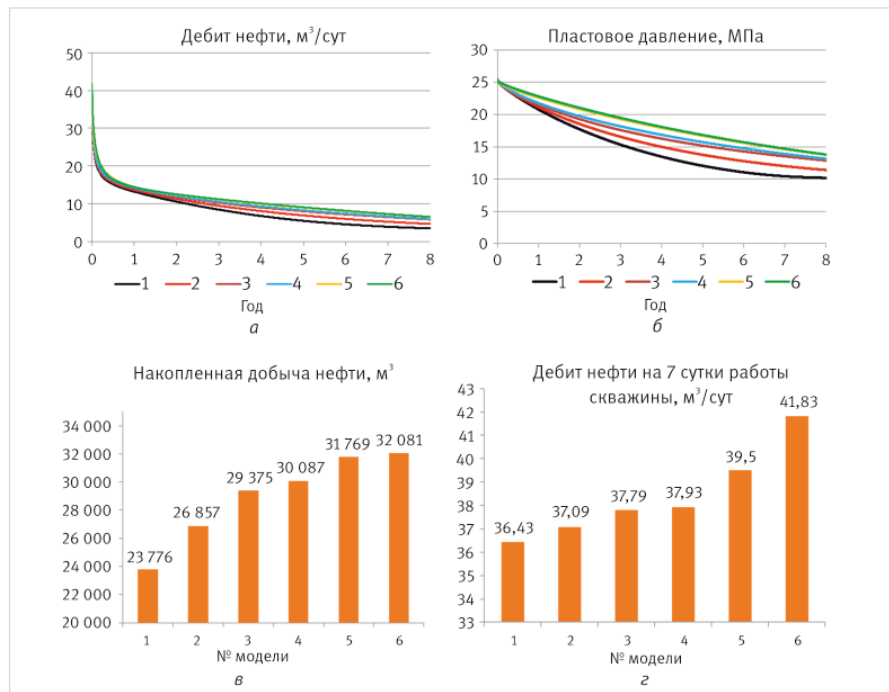 Дебит нефти, м³/сут
50
40
30
20
10
0
0 1 2 3 4 5 6 7 8
1 2 3 4 5 6
Год
а
Пластовое давление, МПа
30
25
20
15
10
5
0
0 1 2 3 4 5 6 7 8
1 2 3 4 5 6
Год
б
Накопленная добыча нефти, м³
34 000
32 000
30 000
28 000
26 000
24 000
22 000
20 000
23 776
26 857
29 375
30 087
31 769
32 081
1 2 3 4 5 6
№ модели
в
Дебит нефти на 7 сутки работы
скважины, м³/сут
43
42
41
40
39
38
37
36
35
34
33
36,43
37,09
37,79
37,93
39,5
41,83
1 2 3 4 5 6
№ модели
г